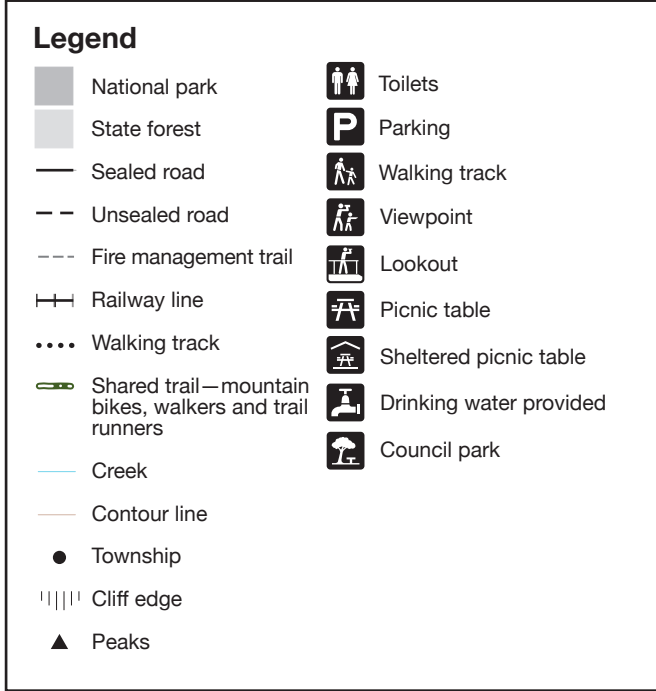 Legend
National park
State forest
Sealed road
Unsealed road
Fire management trail
Railway line
Walking track
Shared trail—mountain
bikes, walkers and trail
runners
Creek
Contour line
Township
Cliff edge
Peaks
Toilets
P
Parking
Walking track
Viewpoint
Lookout
Picnic table
Sheltered picnic table
Drinking water provided
Council park